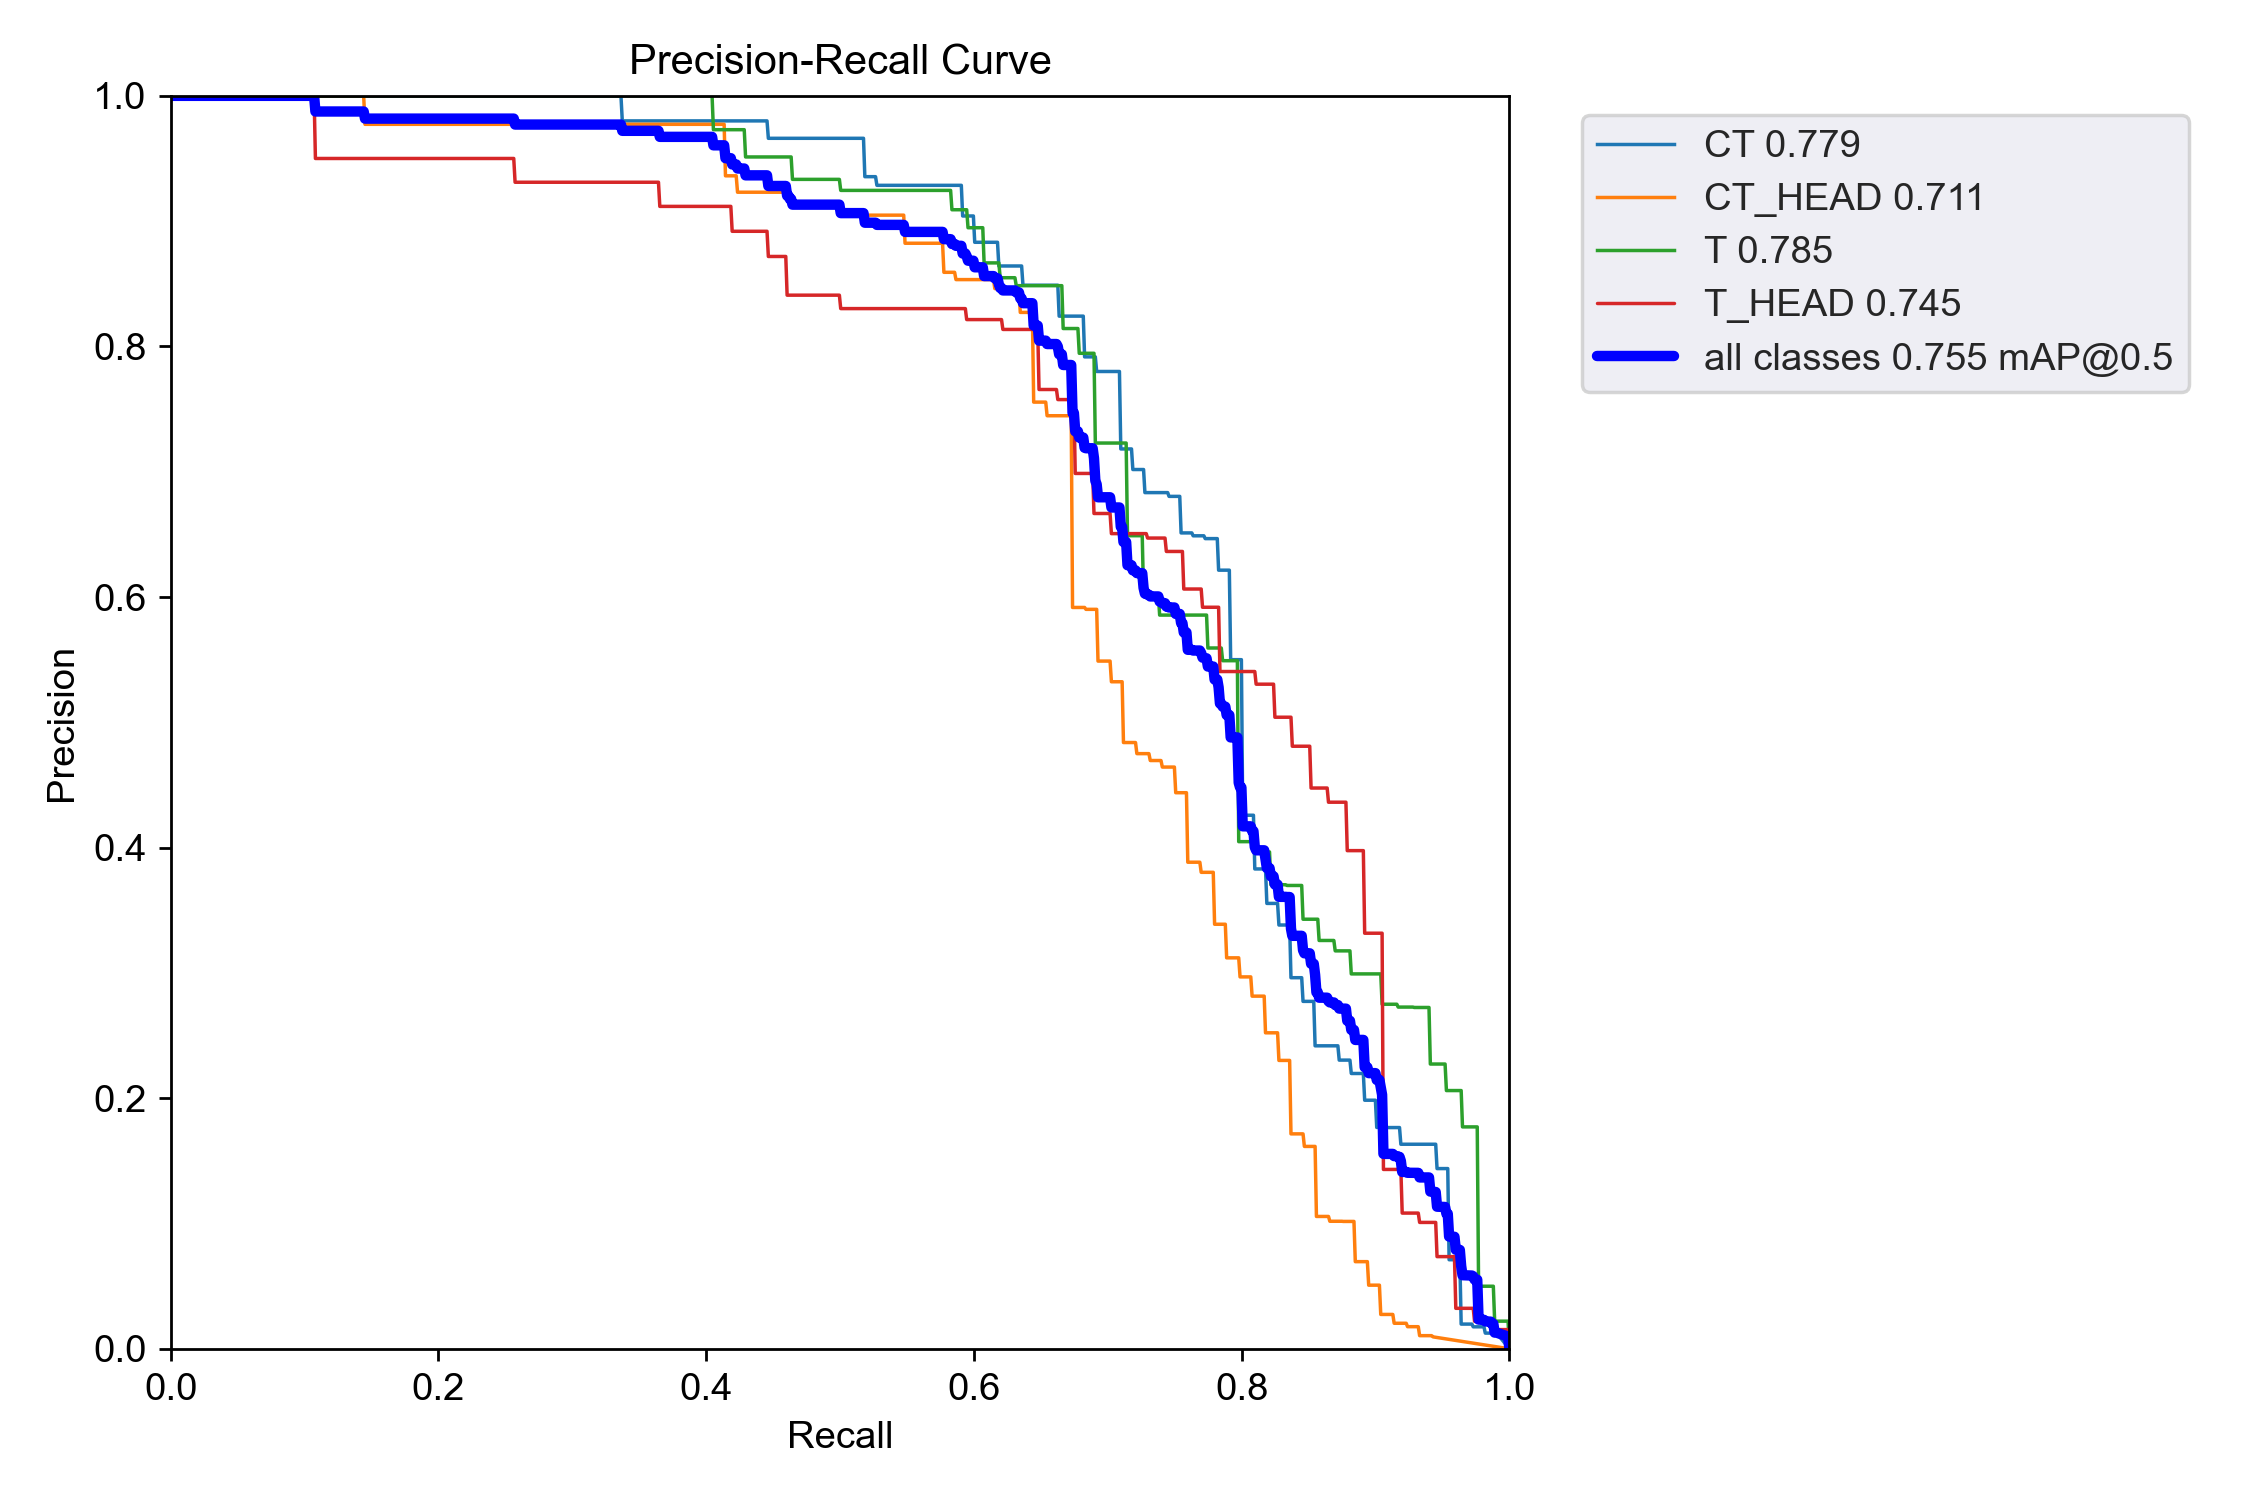 Precision-Recall Curve
1.0
0.8
0.6
0.4
0.2
0.0
Precision
0.0 0.2 0.4 0.6 0.8 1.0
Recall
CT 0.779
CT_HEAD 0.711
T 0.785
T_HEAD 0.745
all classes 0.755 mAP@0.5